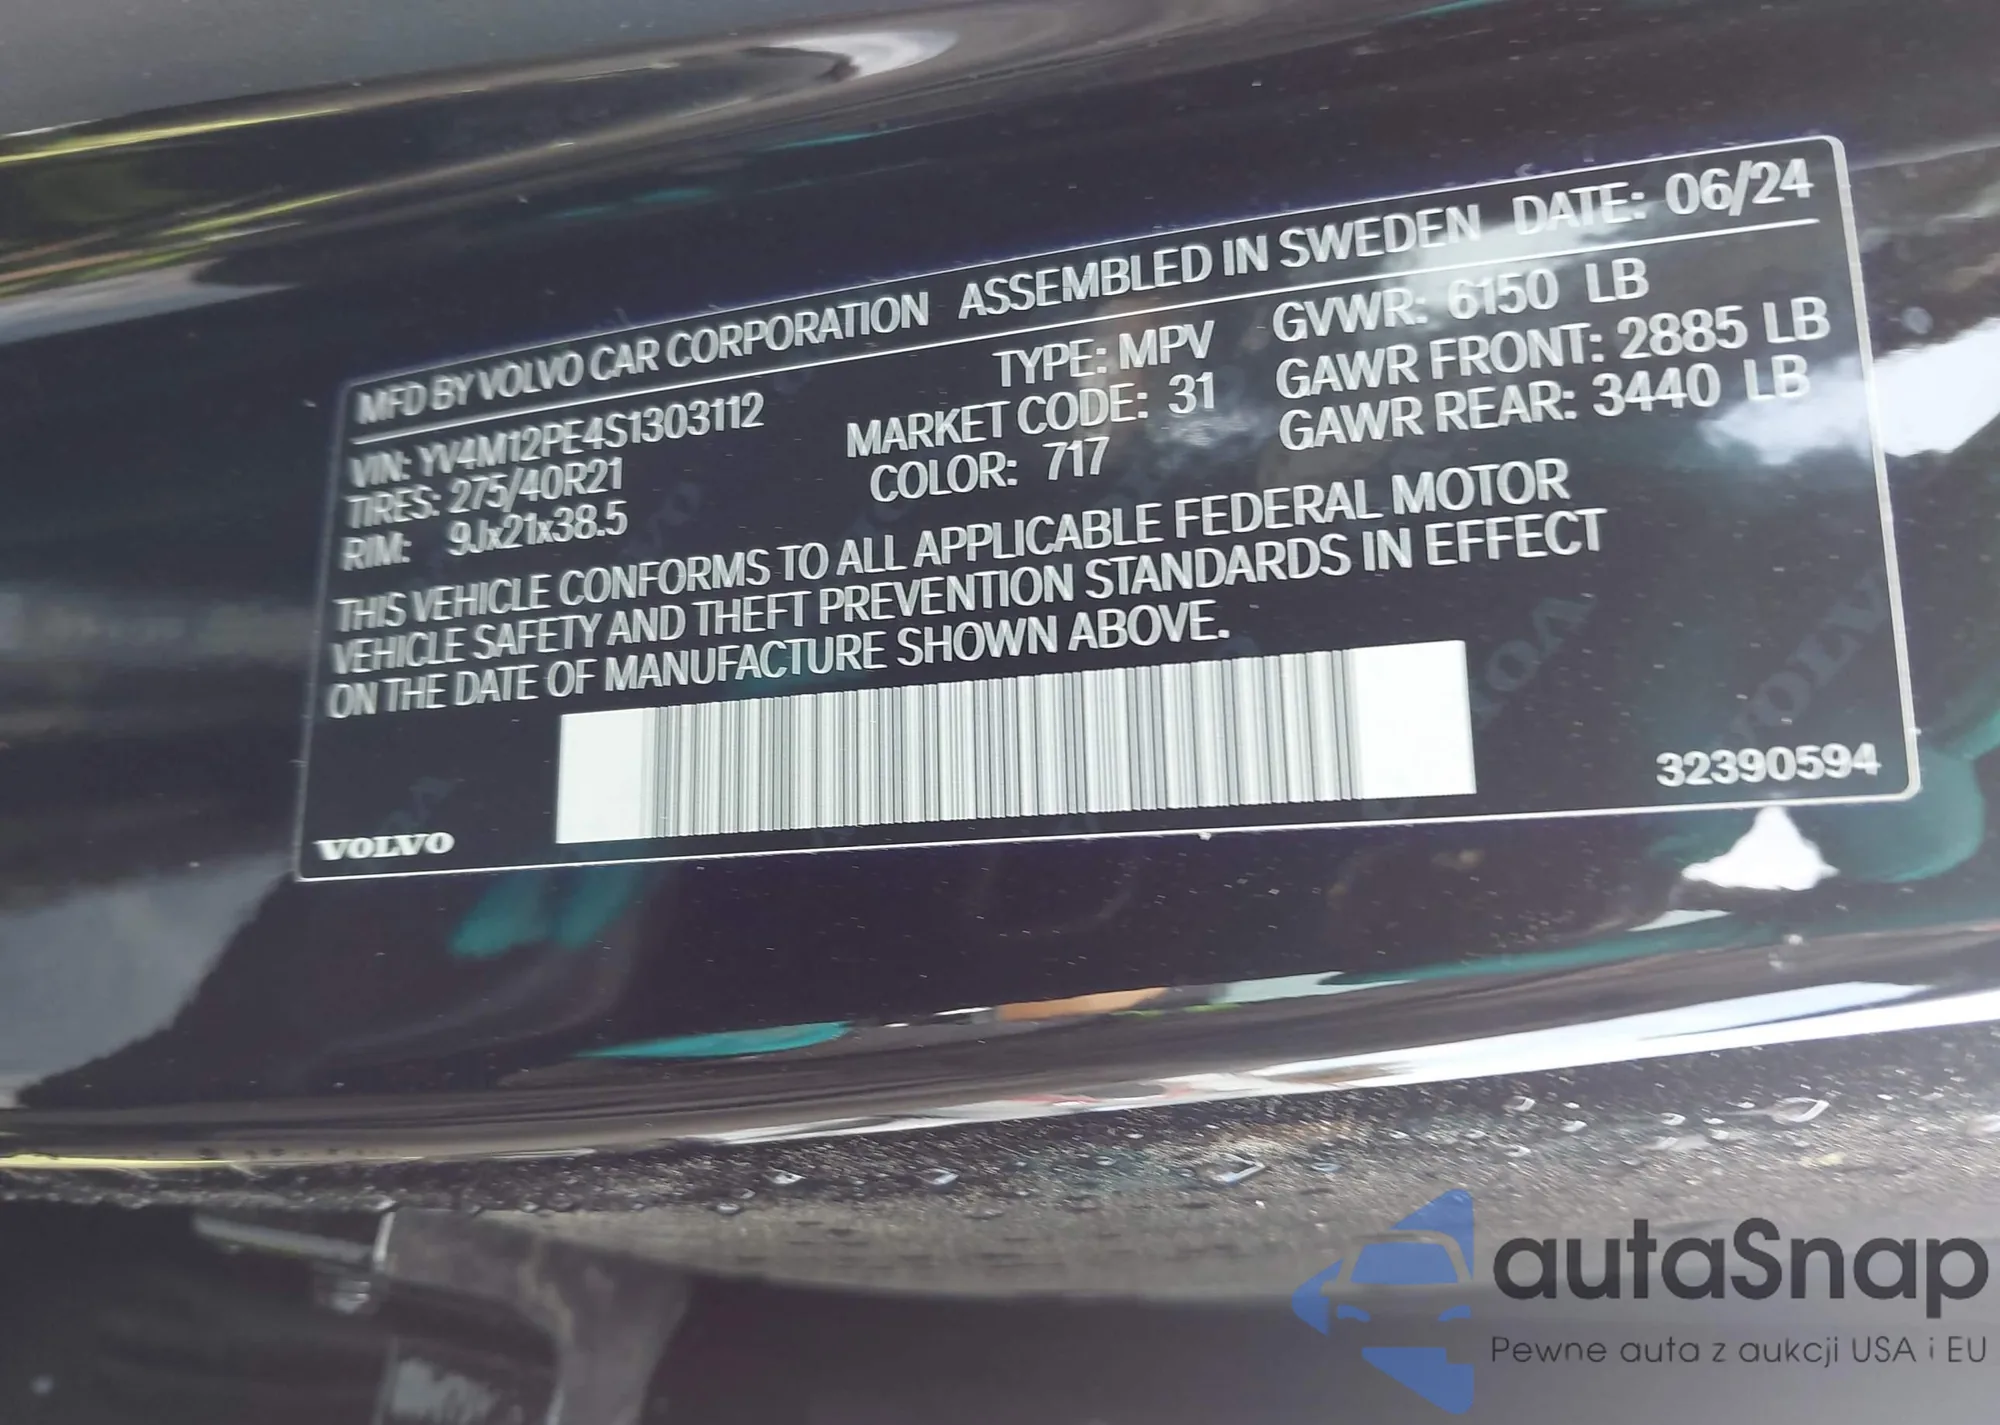 MFD BY VOLVO CAR CORPORATION ASSEMBLED IN SWEDEN DATE: 06/24
VIN: YV4M12PE4S1303112 TYPE: MPV GVWR: 6150 LB
TIRES: 275/40R21 MARKET CODE: 31 GAWR FRONT: 2885 LB
RIM: 9Jx21x38.5 COLOR: 717 GAWR REAR: 3440 LB
THIS VEHICLE CONFORMS TO ALL APPLICABLE FEDERAL MOTOR
VEHICLE SAFETY AND THEFT PREVENTION STANDARDS IN EFFECT
ON THE DATE OF MANUFACTURE SHOWN ABOVE.
32390594
VOLVO
autaSnap
Pewne auta z aukcji USA i EU